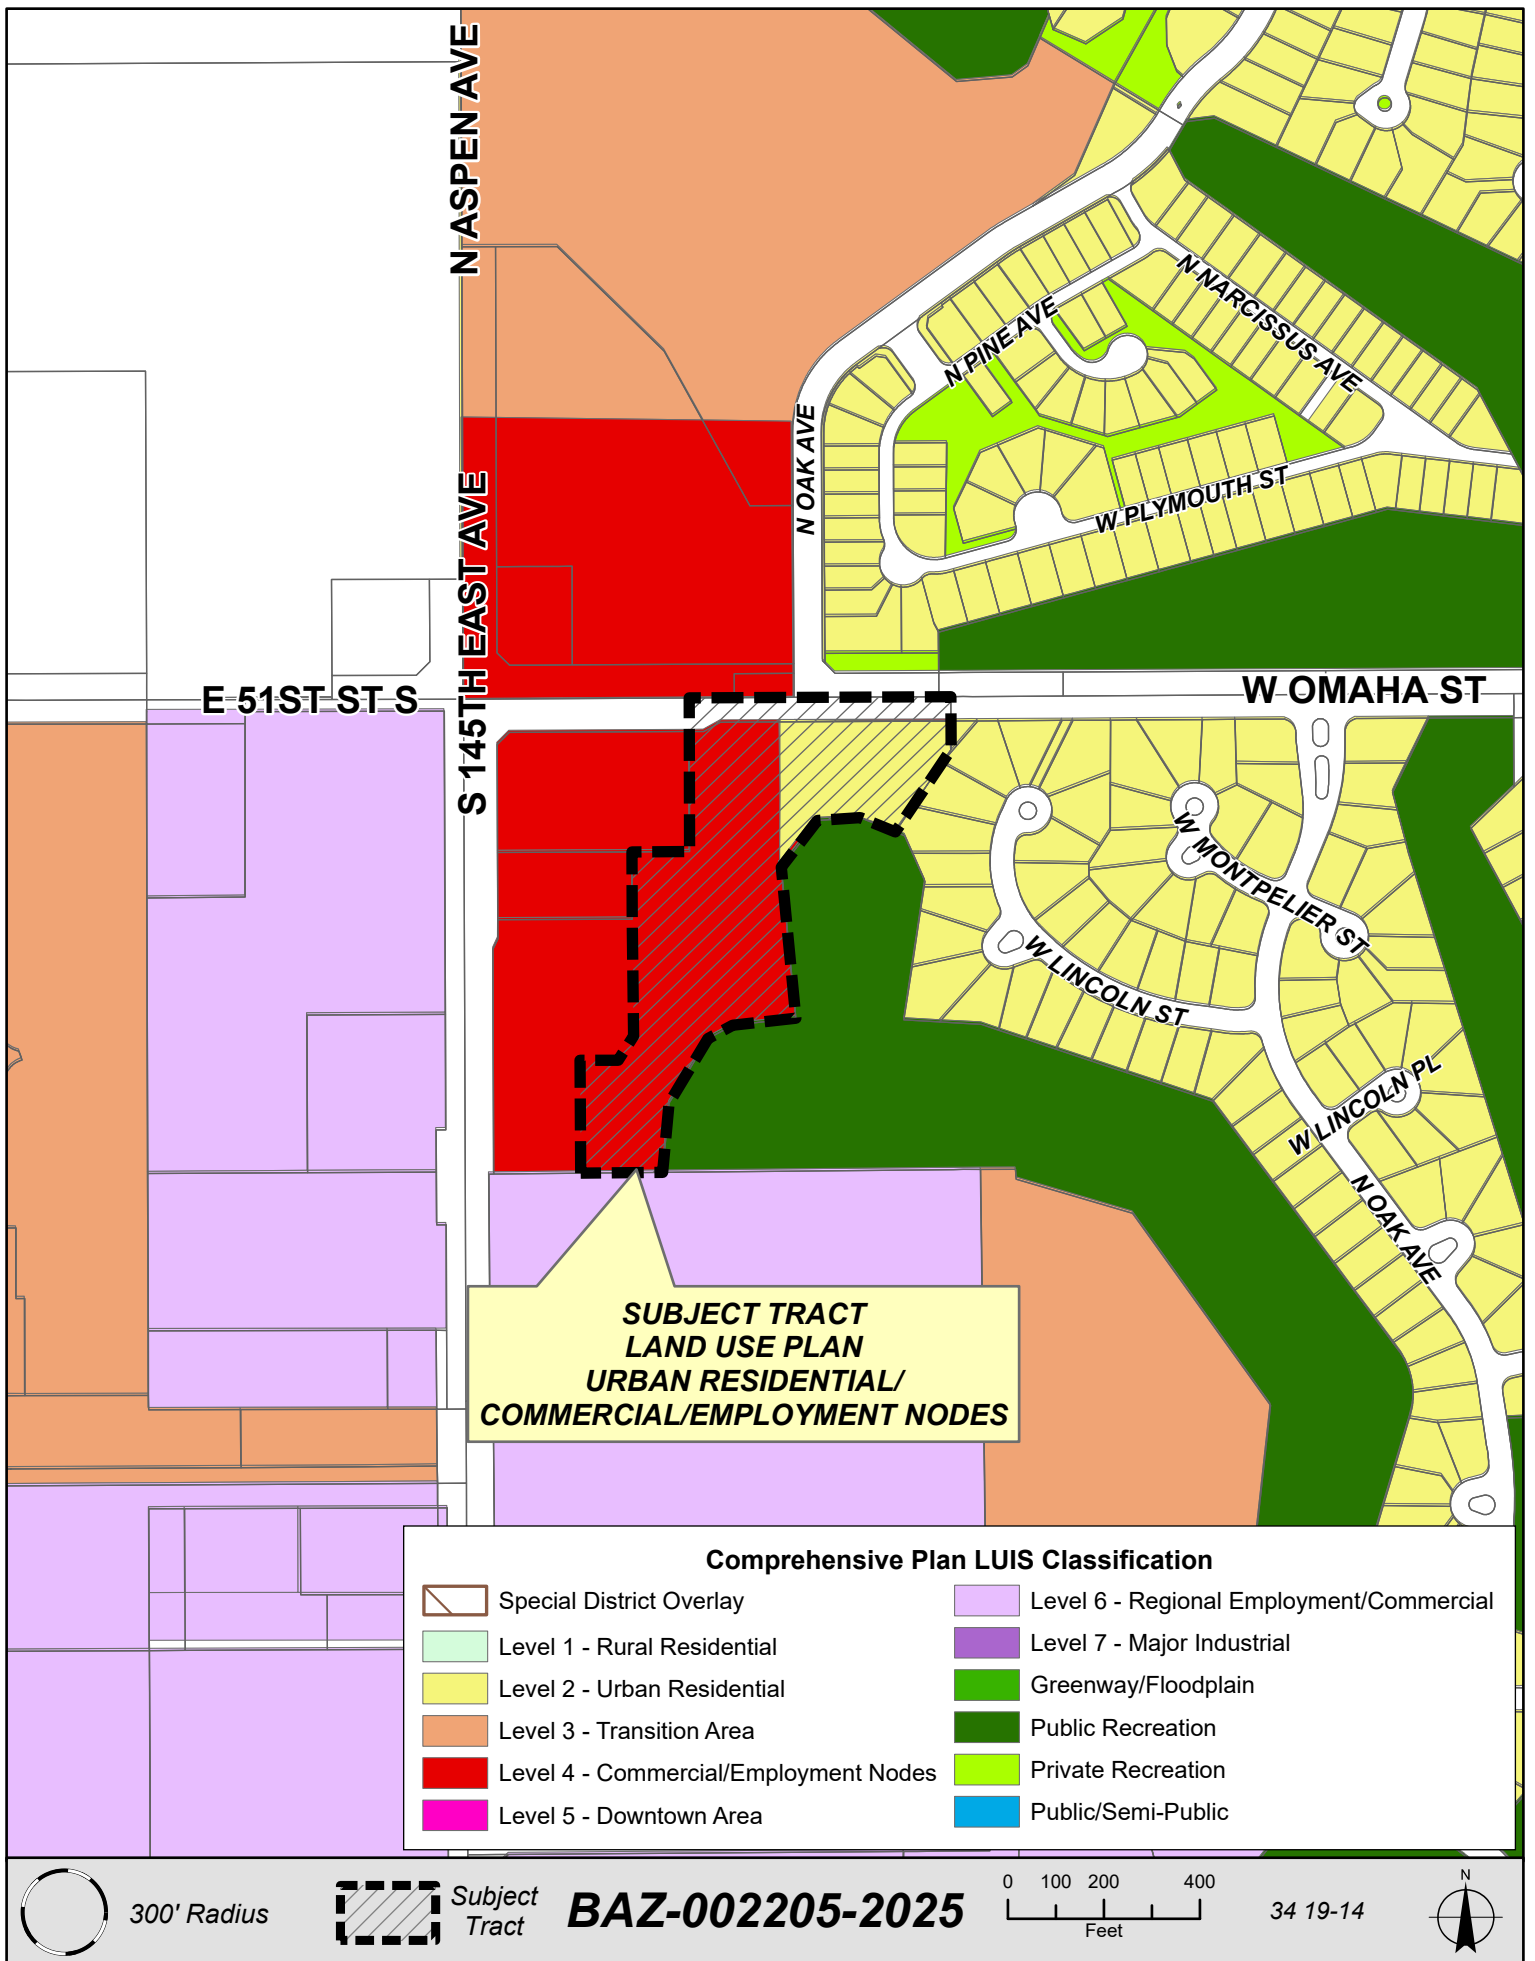 N ASPEN AVE
N NARCISSUS AVE
N PINE AVE
N OAK AVE
W PLYMOUTH ST
S 145TH EAST AVE
E 51ST ST S
W OMAHA ST
W MONTPELIER ST
W LINCOLN ST
W LINCOLN PL
N OAK AVE
SUBJECT TRACT
LAND USE PLAN
URBAN RESIDENTIAL/
COMMERCIAL/EMPLOYMENT NODES
Comprehensive Plan LUIS Classification
Special District Overlay
Level 1 - Rural Residential
Level 2 - Urban Residential
Level 3 - Transition Area
Level 4 - Commercial/Employment Nodes
Level 5 - Downtown Area
Level 6 - Regional Employment/Commercial
Level 7 - Major Industrial
Greenway/Floodplain
Public Recreation
Private Recreation
Public/Semi-Public
300' Radius
Subject
Tract
BAZ-002205-2025
0 100 200 400
Feet
34 19-14
N